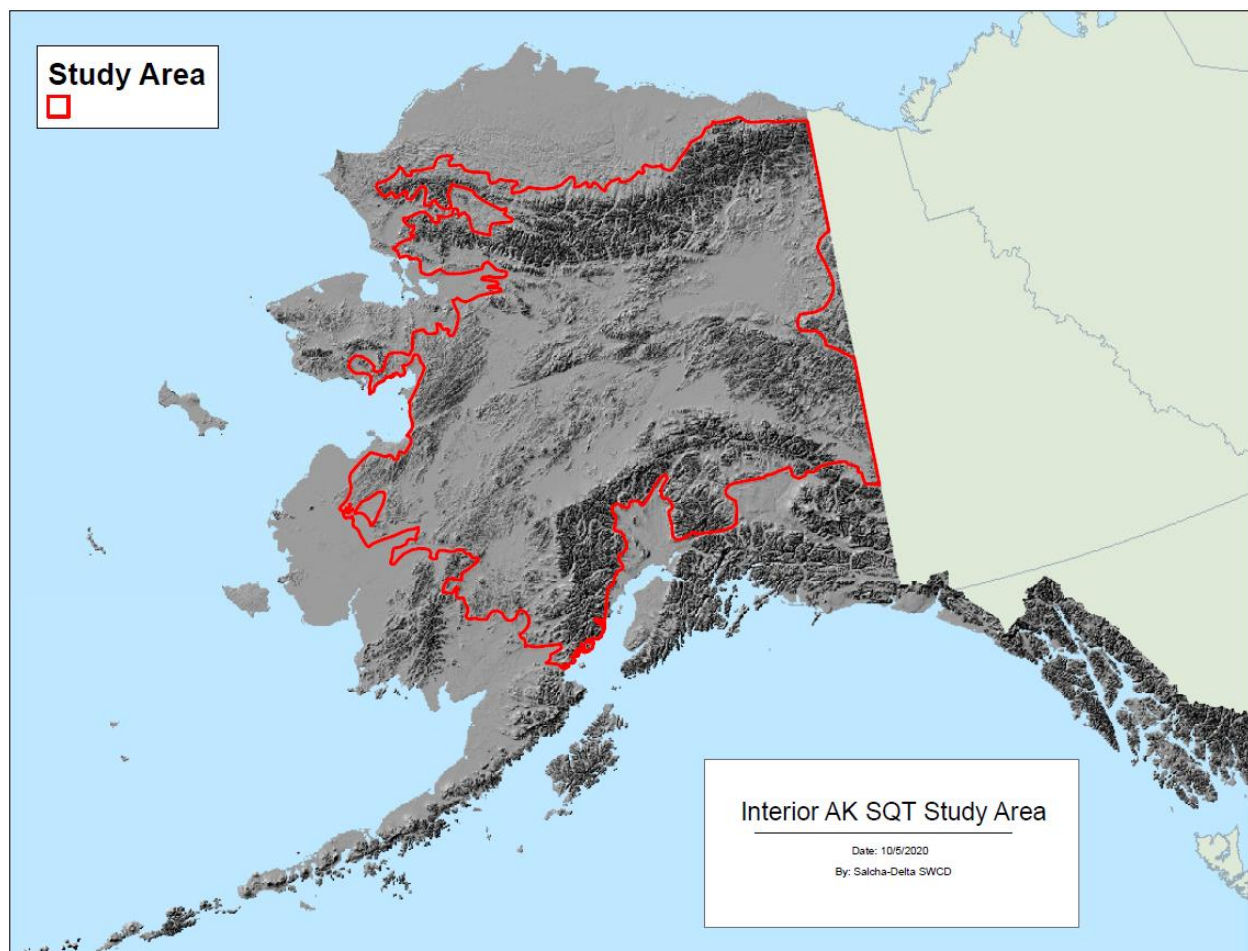 Study Area
Interior AK SQT Study Area
Date: 10/5/2020
By: Salcha-Delta SWCD